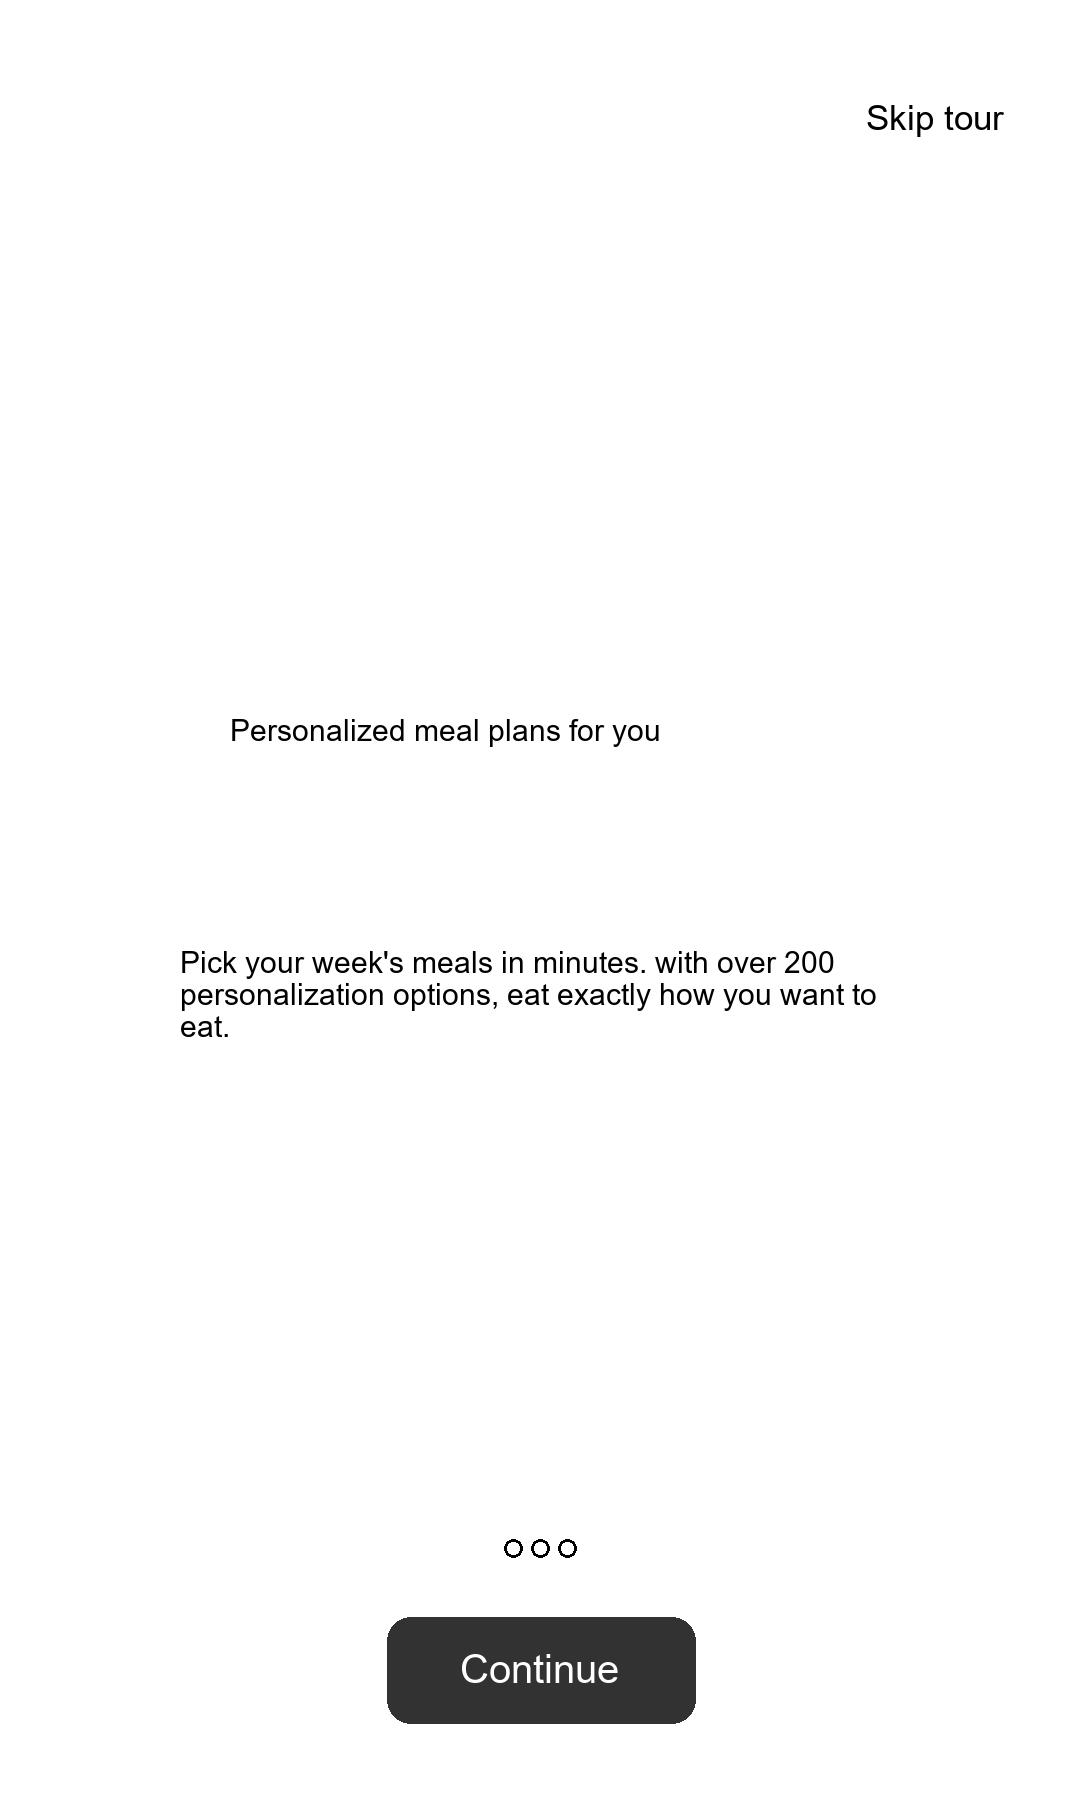 Skip tour
Personalized meal plans for you
Pick your week's meals in minutes. with over 200
personalization options, eat exactly how you want to
eat.
Continue